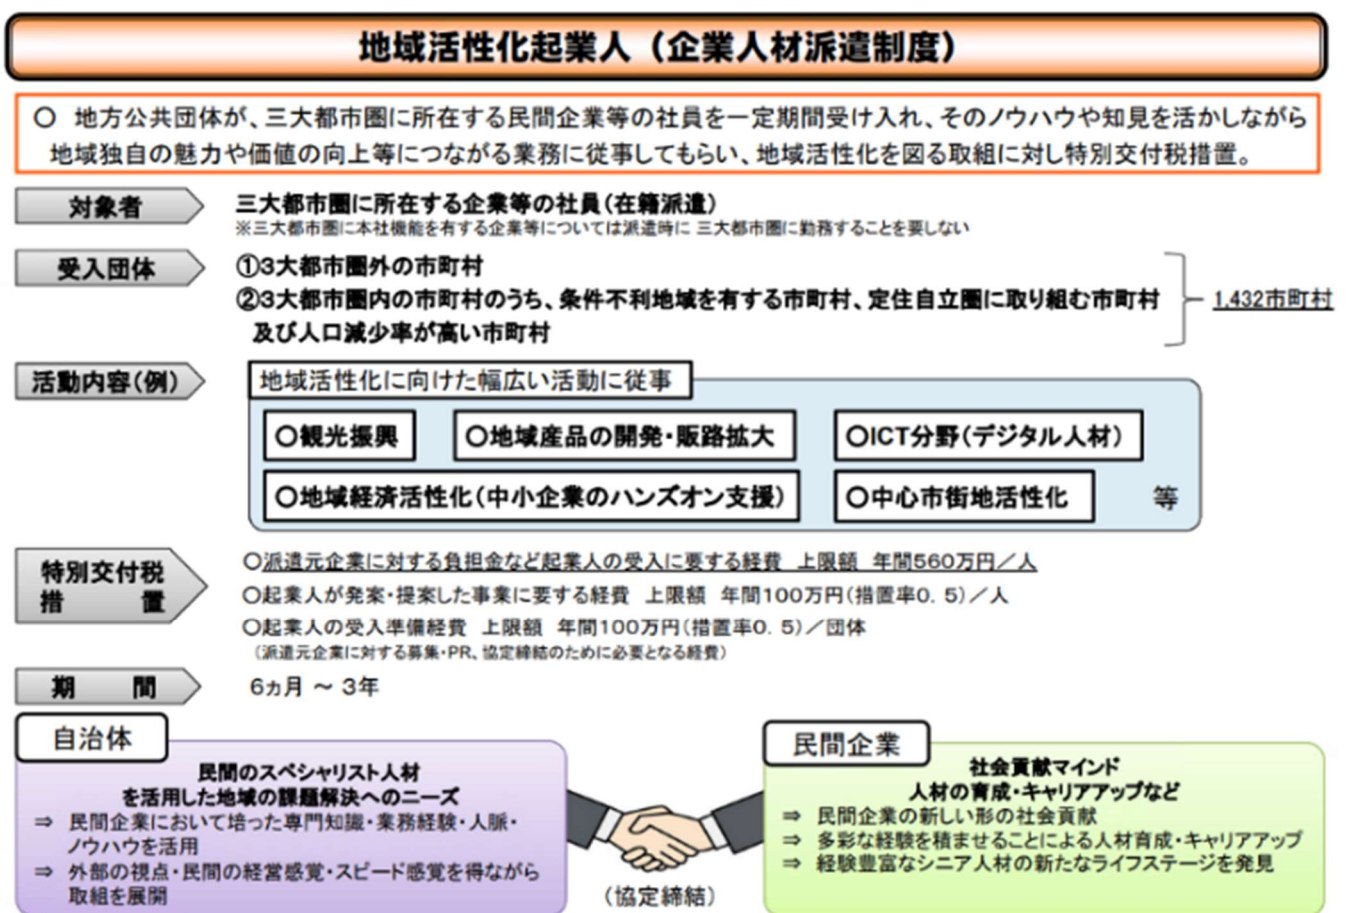 地域活性化起業人（企業人材派遣制度）
○　地方公共団体が、三大都市圏に所在する民間企業等の社員を一定期間受け入れ、そのノウハウや知見を活かしながら
地域独自の魅力や価値の向上等につながる業務に従事してもらい、地域活性化を図る取組に対し特別交付税措置。
対象者
三大都市圏に所在する企業等の社員（在籍派遣）
※三大都市圏に本社機能を有する企業等については派遣時に 三大都市圏に勤務することを要しない
受入団体
①3大都市圏外の市町村
②3大都市圏内の市町村のうち、条件不利地域を有する市町村、定住自立圏に取り組む市町村
及び人口減少率が高い市町村
1,432市町村
活動内容（例）
地域活性化に向けた幅広い活動に従事
○観光振興
○地域産品の開発・販路拡大
○ICT分野（デジタル人材）
○地域経済活性化（中小企業のハンズオン支援）
○中心市街地活性化
等
特別交付税
措　　置
○派遣元企業に対する負担金など起業人の受入に要する経費　上限額　年間560万円／人
○起業人が発案・提案した事業に要する経費　上限額　年間100万円（措置率0．5）／人
○起業人の受入準備経費　上限額　年間100万円（措置率0．5）／団体
（派遣元企業に対する募集・PR、協定締結のために必要となる経費）
期　　間
6ヵ月 ～ 3年
自治体
民間のスペシャリスト人材
を活用した地域の課題解決へのニーズ
⇒　民間企業において培った専門知識・業務経験・人脈・
ノウハウを活用
⇒　外部の視点・民間の経営感覚・スピード感覚を得ながら
取組を展開
（協定締結）
民間企業
社会貢献マインド
人材の育成・キャリアアップなど
⇒　民間企業の新しい形の社会貢献
⇒　多彩な経験を積ませることによる人材育成・キャリアアップ
⇒　経験豊富なシニア人材の新たなライフステージを発見